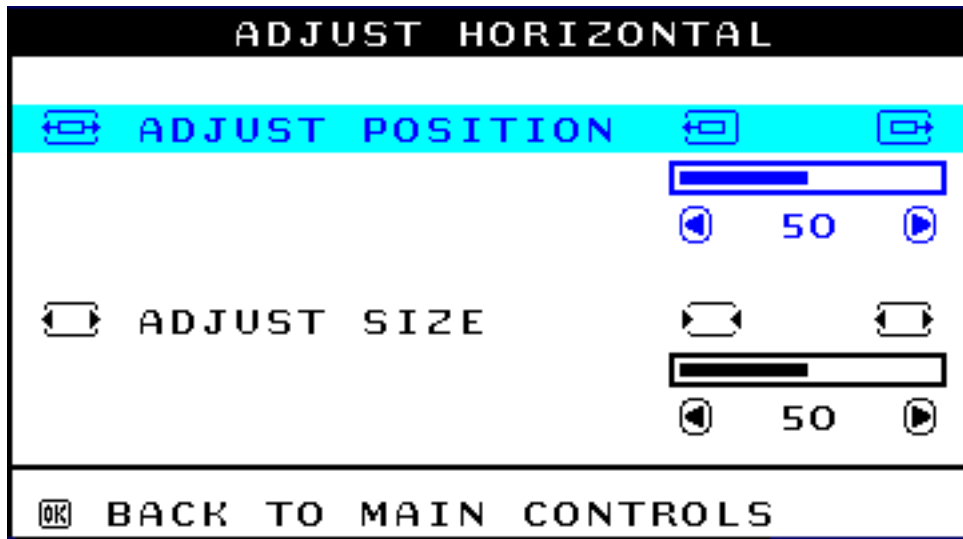 ADJUST HORIZONTAL
ADJUST POSITION
50
ADJUST SIZE
50
OK BACK TO MAIN CONTROLS